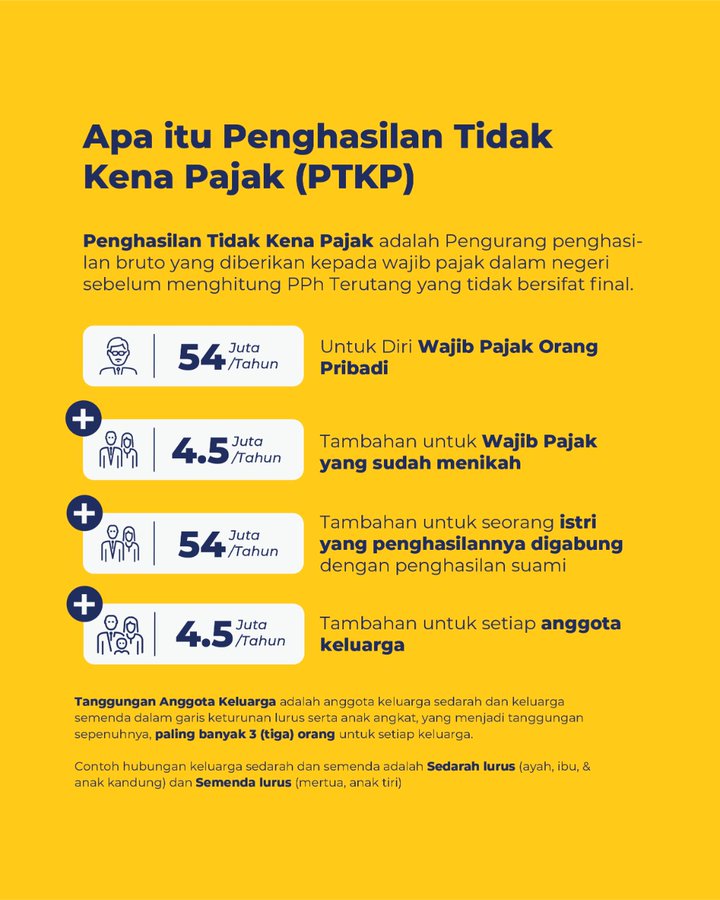 Apa itu Penghasilan Tidak
Kena Pajak (PTKP)
Penghasilan Tidak Kena Pajak adalah Pengurang penghasi-
lan bruto yang diberikan kepada wajib pajak dalam negeri
sebelum menghitung PPh Terutang yang tidak bersifat final.
54 Juta
/Tahun
Untuk Diri Wajib Pajak Orang
Pribadi
+
4.5 Juta
/Tahun
Tambahan untuk Wajib Pajak
yang sudah menikah
+
54 Juta
/Tahun
Tambahan untuk seorang istri
yang penghasilannya digabung
dengan penghasilan suami
+
4.5 Juta
/Tahun
Tambahan untuk setiap anggota
keluarga
Tanggungan Anggota Keluarga adalah anggota keluarga sedarah dan keluarga
semenda dalam garis keturunan lurus serta anak angkat, yang menjadi tanggungan
sepenuhnya, paling banyak 3 (tiga) orang untuk setiap keluarga.
Contoh hubungan keluarga sedarah dan semenda adalah Sedarah lurus (ayah, ibu, &
anak kandung) dan Semenda lurus (mertua, anak tiri)